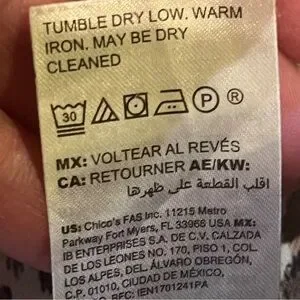 TUMBLE DRY LOW. WARM
IRON. MAY BE DRY
CLEANED
30 P ®
MX: VOLTEAR AL REVÉS
CA: RETOURNER AE/KW:
اقلب القطعة على ظهرها
US: Chico's FAS Inc. 11215 Metro
Parkway Fort Myers, FL 33966 USA MX:
IB ENTERPRISES S.A. DE C.V. CALZADA
DE LOS LEONES NO. 170, PISO 1, COL.
LOS ALPES, DEL. ÁLVARO OBREGÓN,
C.P. 01010, CIUDAD DE MÉXICO,
RFC: IEN1701241PA